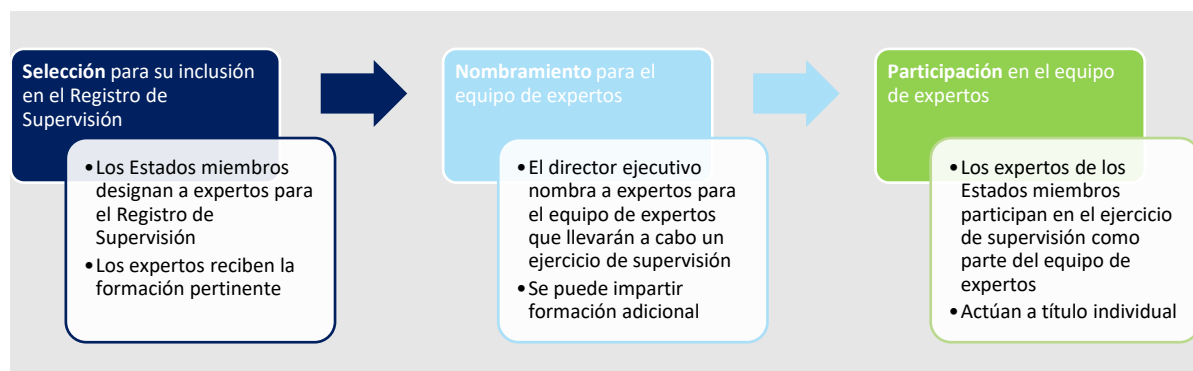 Selección para su inclusión
en el Registro de
Supervisión
• Los Estados miembros
designan a expertos para
el Registro de
Supervisión
• Los expertos reciben la
formación pertinente
Nombramiento para el
equipo de expertos
• El director ejecutivo
nombra a expertos para
el equipo de expertos
que llevarán a cabo un
ejercicio de supervisión
• Se puede impartir
formación adicional
Participación en el equipo
de expertos
• Los expertos de los
Estados miembros
participan en el ejercicio
de supervisión como
parte del equipo de
expertos
• Actúan a título individual